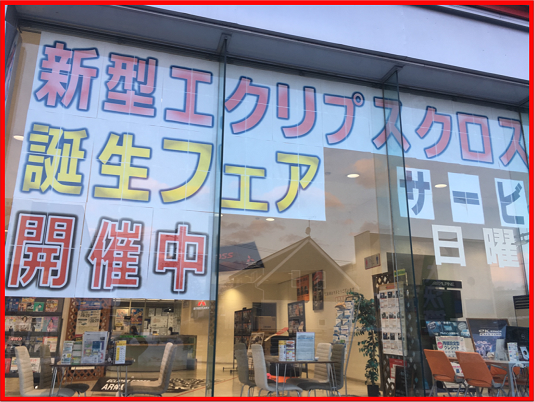 新型エクリプスクロス
誕生フェア
開催中
サービ
日曜